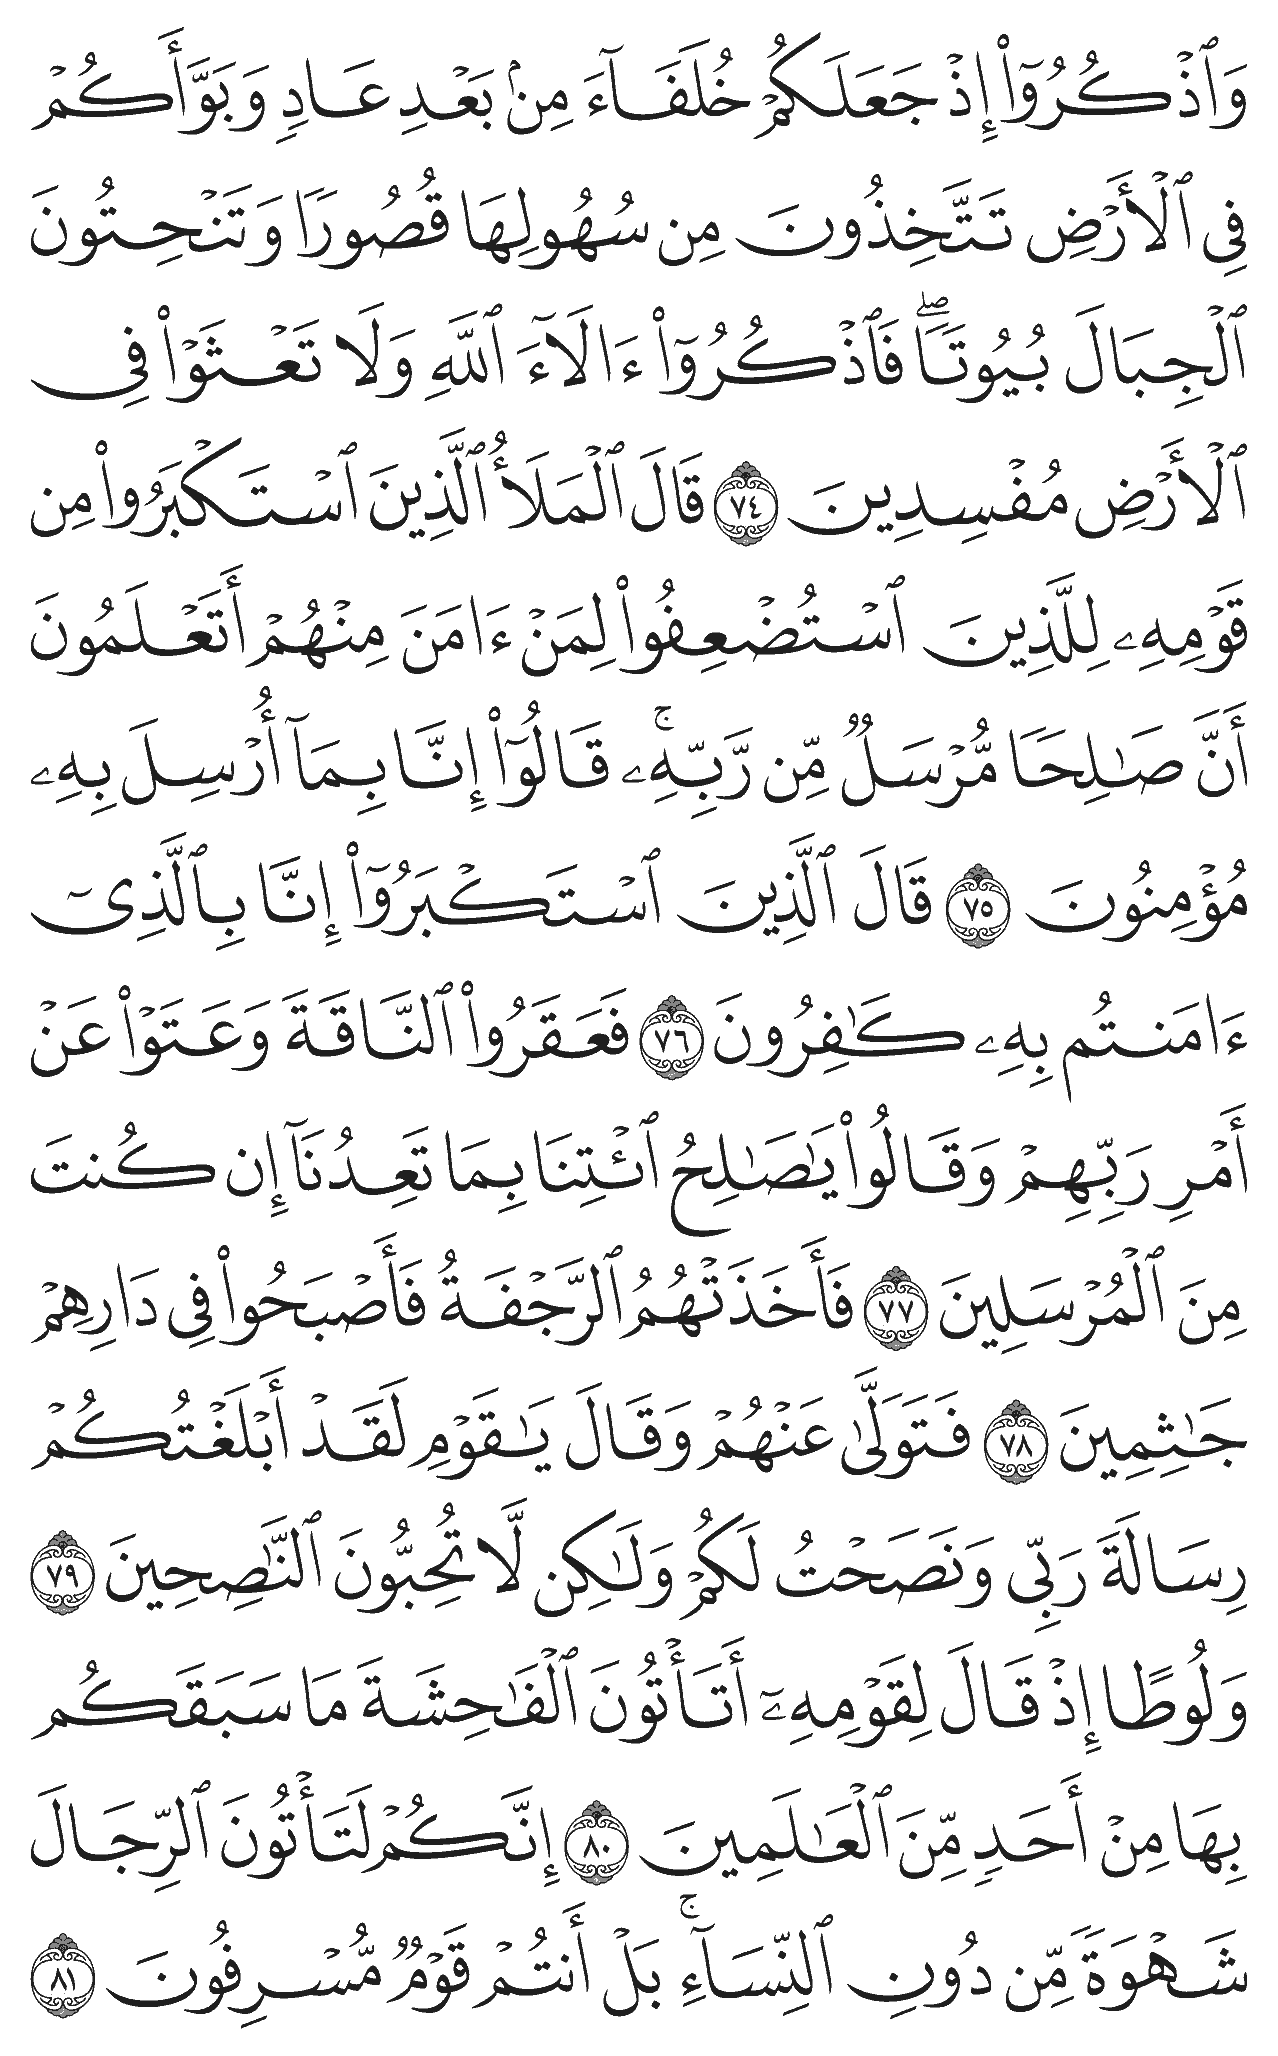 وَٱذۡكُرُوٓاْ إِذۡ جَعَلَكُمۡ خُلَفَآءَ مِنۢ بَعۡدِ عَادٖ وَبَوَّأَكُمۡ
فِي ٱلۡأَرۡضِ تَتَّخِذُونَ مِن سُهُولِهَا قُصُورٗا وَتَنۡحِتُونَ
ٱلۡجِبَالَ بُيُوتٗاۖ فَٱذۡكُرُوٓاْ ءَالَآءَ ٱللَّهِ وَلَا تَعۡثَوۡاْ فِي
ٱلۡأَرۡضِ مُفۡسِدِينَ ٧٤ قَالَ ٱلۡمَلَأُ ٱلَّذِينَ ٱسۡتَكۡبَرُواْ مِن
قَوۡمِهِۦ لِلَّذِينَ ٱسۡتُضۡعِفُواْ لِمَنۡ ءَامَنَ مِنۡهُمۡ أَتَعۡلَمُونَ
أَنَّ صَٰلِحٗا مُّرۡسَلٞ مِّن رَّبِّهِۦۚ قَالُوٓاْ إِنَّا بِمَآ أُرۡسِلَ بِهِۦ
مُؤۡمِنُونَ ٧٥ قَالَ ٱلَّذِينَ ٱسۡتَكۡبَرُوٓاْ إِنَّا بِٱلَّذِيٓ
ءَامَنتُم بِهِۦ كَٰفِرُونَ ٧٦ فَعَقَرُواْ ٱلنَّاقَةَ وَعَتَوۡاْ عَنۡ
أَمۡرِ رَبِّهِمۡ وَقَالُواْ يَٰصَٰلِحُ ٱئۡتِنَا بِمَا تَعِدُنَآ إِن كُنتَ
مِنَ ٱلۡمُرۡسَلِينَ ٧٧ فَأَخَذَتۡهُمُ ٱلرَّجۡفَةُ فَأَصۡبَحُواْ فِي دَارِهِمۡ
جَٰثِمِينَ ٧٨ فَتَوَلَّىٰ عَنۡهُمۡ وَقَالَ يَٰقَوۡمِ لَقَدۡ أَبۡلَغۡتُكُمۡ
رِسَالَةَ رَبِّي وَنَصَحۡتُ لَكُمۡ وَلَٰكِن لَّا تُحِبُّونَ ٱلنَّٰصِحِينَ ٧٩
وَلُوطًا إِذۡ قَالَ لِقَوۡمِهِۦٓ أَتَأۡتُونَ ٱلۡفَٰحِشَةَ مَا سَبَقَكُم
بِهَا مِنۡ أَحَدٖ مِّنَ ٱلۡعَٰلَمِينَ ٨٠ إِنَّكُمۡ لَتَأۡتُونَ ٱلرِّجَالَ
شَهۡوَةٗ مِّن دُونِ ٱلنِّسَآءِۚ بَلۡ أَنتُمۡ قَوۡمٞ مُّسۡرِفُونَ ٨١